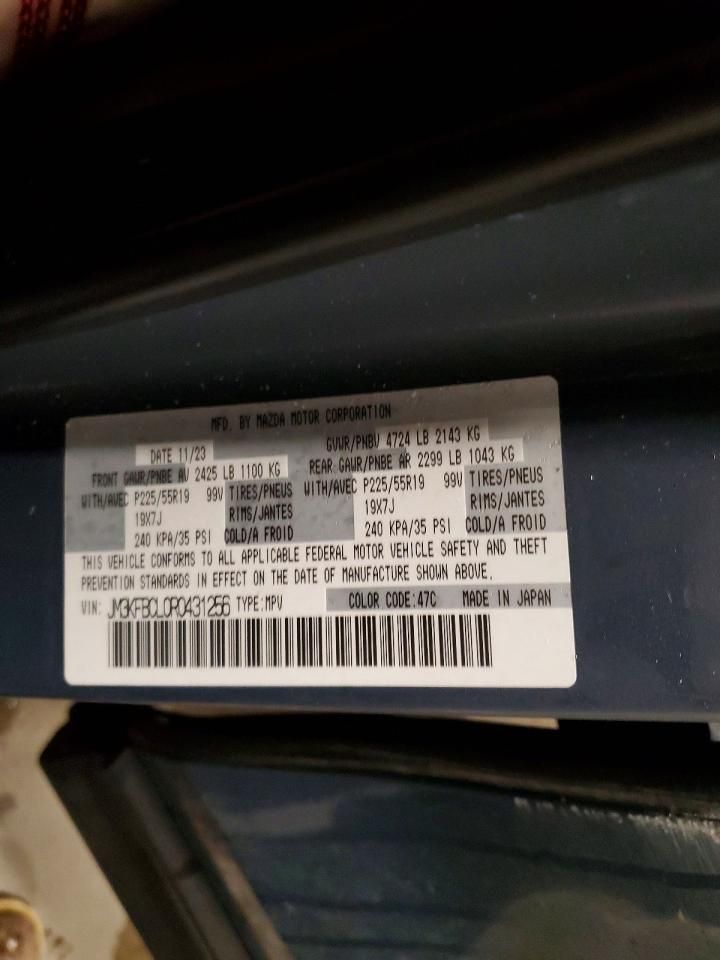 MFD. BY MAZDA MOTOR CORPORATION
DATE 11/23 GVWR/PNBV 4724 LB 2143 KG
FRONT GAWR/PNBE AV 2425 LB 1100 KG REAR GAWR/PNBE AR 2299 LB 1043 KG
WITH/AVEC P225/55R19 99V TIRES/PNEUS WITH/AVEC P225/55R19 99V TIRES/PNEUS
19X7J RIMS/JANTES 19X7J RIMS/JANTES
240 KPA/35 PSI COLD/A FROID 240 KPA/35 PSI COLD/A FROID
THIS VEHICLE CONFORMS TO ALL APPLICABLE FEDERAL MOTOR VEHICLE SAFETY AND THEFT
PREVENTION STANDARDS IN EFFECT ON THE DATE OF MANUFACTURE SHOWN ABOVE.
VIN: JM3KFBCL0R0431256 TYPE:MPV COLOR CODE:47C MADE IN JAPAN